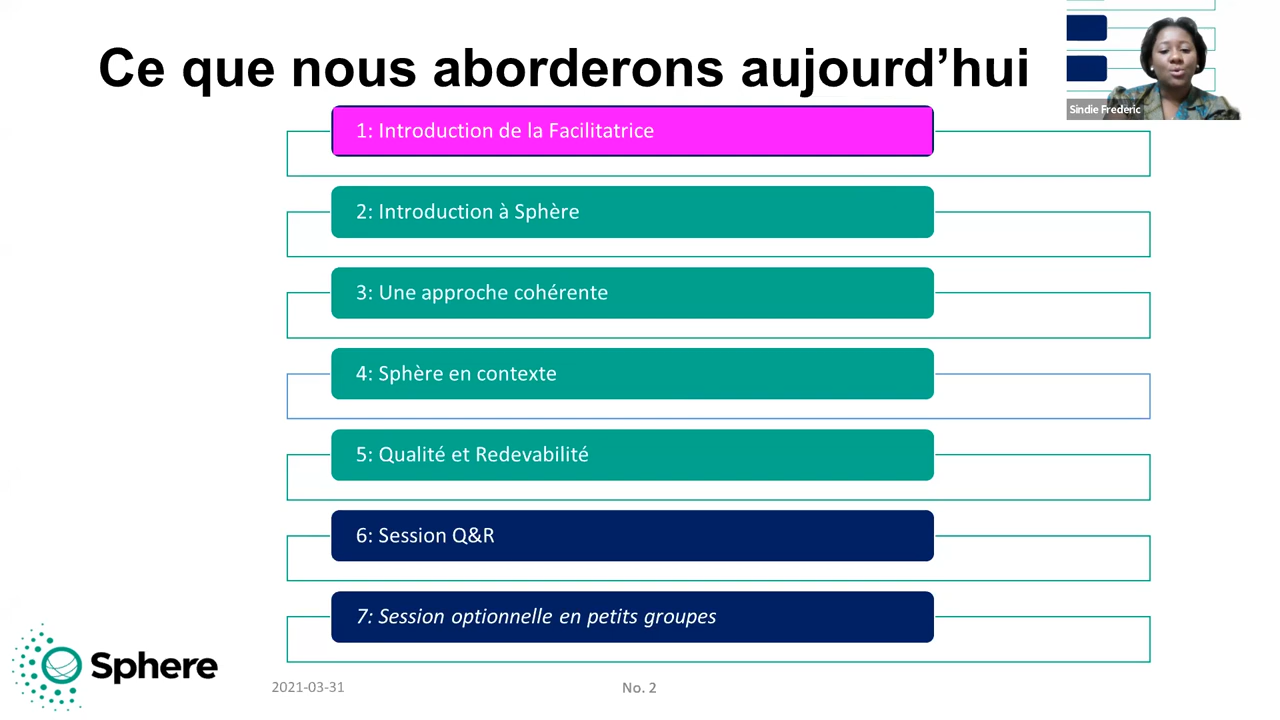 Ce que nous aborderons aujourd’hui
Sindie Frederic
1: Introduction de la Facilitatrice
2: Introduction à Sphère
3: Une approche cohérente
4: Sphère en contexte
5: Qualité et Redevabilité
6: Session Q&R
7: Session optionnelle en petits groupes
Sphere
2021-03-31
No. 2